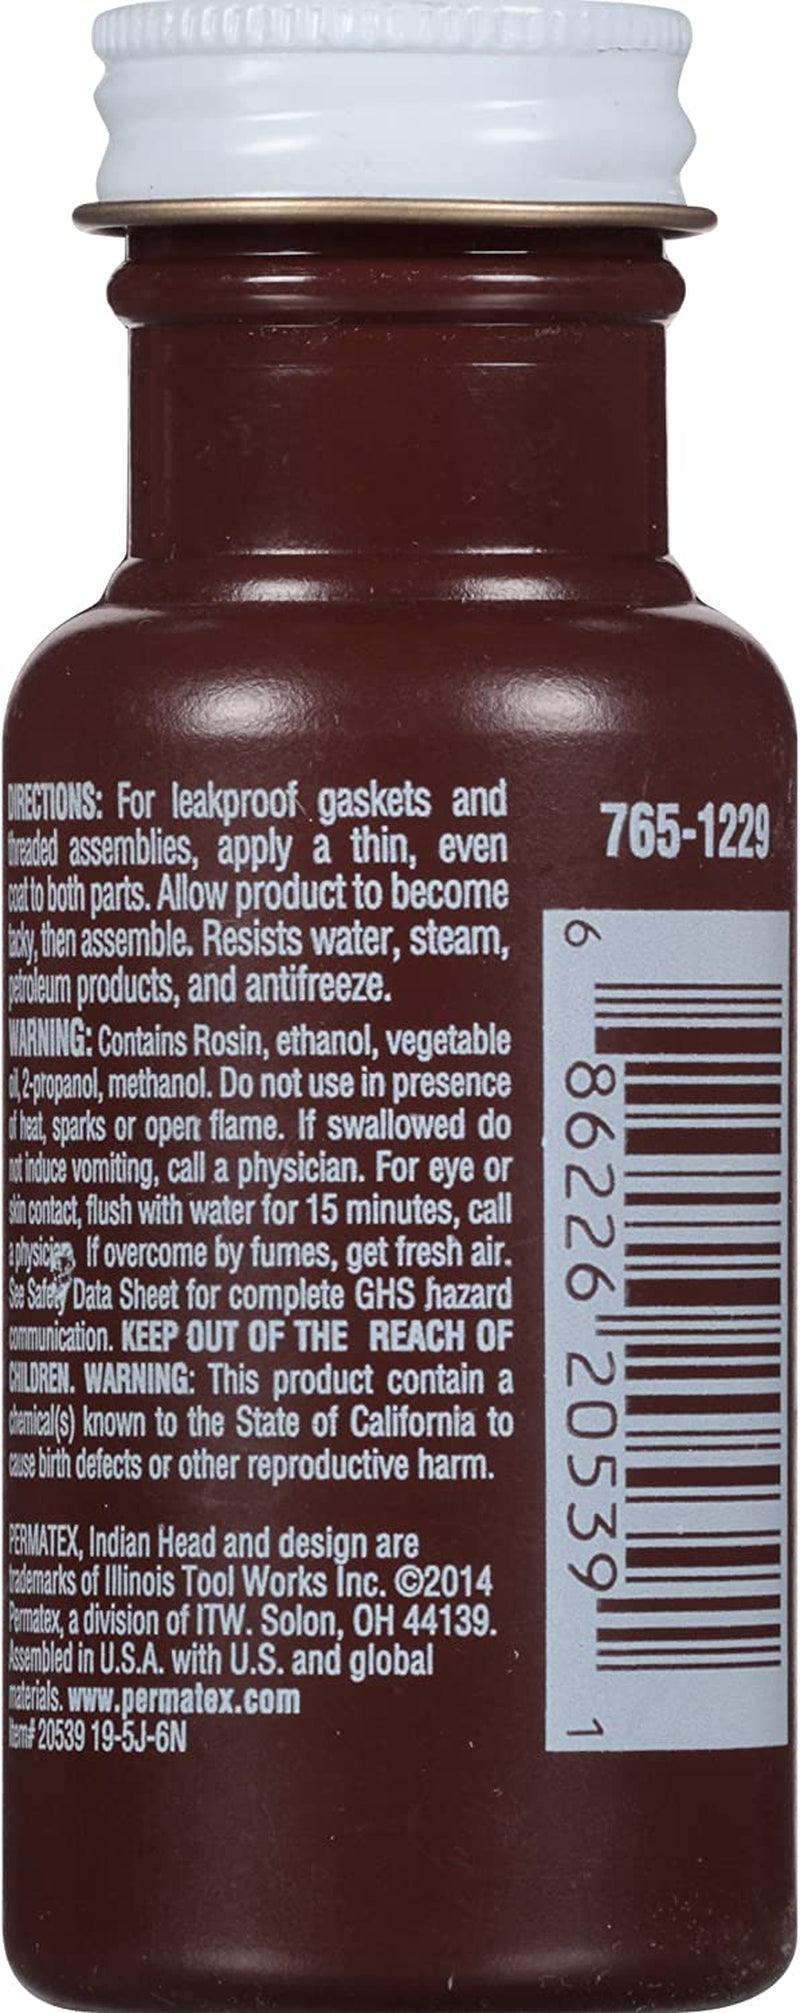 DIRECTIONS: For leakproof gaskets and
threaded assemblies, apply a thin, even
coat to both parts. Allow product to become
tacky, then assemble. Resists water, steam,
petroleum products, and antifreeze.
WARNING: Contains Rosin, ethanol, vegetable
oil, 2-propanol, methanol. Do not use in presence
of heat, sparks or open flame. If swallowed do
not induce vomiting, call a physician. For eye or
skin contact, flush with water for 15 minutes, call
a physician. If overcome by fumes, get fresh air.
See Safety Data Sheet for complete GHS hazard
communication. KEEP OUT OF THE REACH OF
CHILDREN. WARNING: This product contain a
chemical(s) known to the State of California to
cause birth defects or other reproductive harm.
PERMATEX, Indian Head and design are
trademarks of Illinois Tool Works Inc. ©2014
Permatex, a division of ITW. Solon, OH 44139.
Assembled in U.S.A. with U.S. and global
materials. www.permatex.com
Item# 20539 19-5J-6N
765-1229
6 86226 20539 1